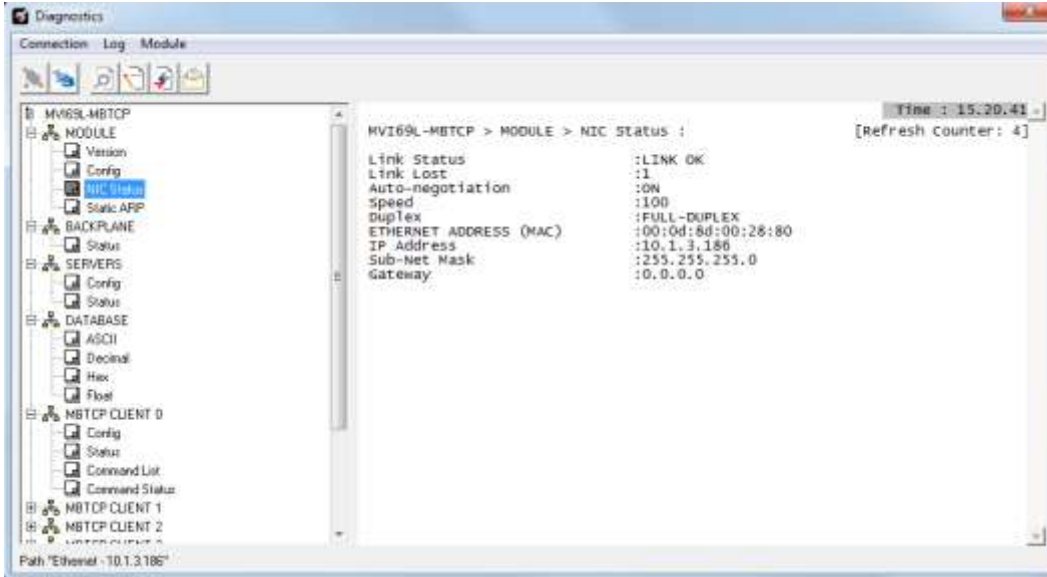 Diagnostics
Connection Log Module
MVI69L-MBTCP
MODULE
Version
Config
NIC Status
Static ARP
BACKPLANE
Status
SERVERS
Config
Status
DATABASE
ASCII
Decimal
Hex
Float
MBTCP CLIENT 0
Config
Status
Command List
Command Status
MBTCP CLIENT 1
MBTCP CLIENT 2
Time : 15.20.41
MVI69L-MBTCP > MODULE > NIC Status : [Refresh Counter: 4]
Link Status :LINK OK
Link Lost :1
Auto-negotiation :ON
Speed :100
Duplex :FULL-DUPLEX
ETHERNET ADDRESS (MAC) :00:0d:8d:00:28:80
IP Address :10.1.3.186
Sub-Net Mask :255.255.255.0
Gateway :0.0.0.0
Path "Ethernet - 10.1.3.186"